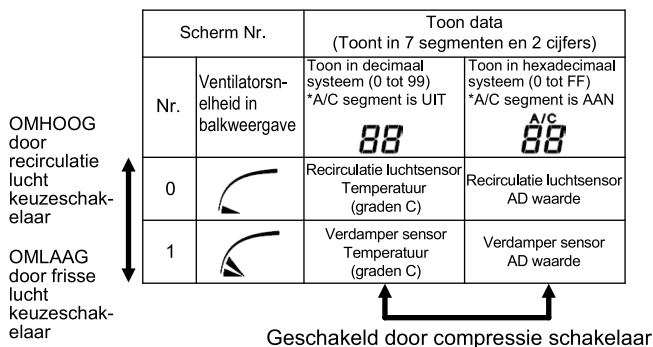 Scherm Nr.
Toon data
(Toont in 7 segmenten en 2 cijfers)
Nr.
Ventilatorsn-
elheid in
balkweergave
Toon in decimaal
systeem (0 tot 99)
*A/C segment is UIT
88
Toon in hexadecimaal
systeem (0 tot FF)
*A/C segment is AAN
A/C
88
OMHOOG
door
recirculatie
lucht
keuzeschak-
elaar
0
Recirculatie luchtsensor
Temperatuur
(graden C)
Recirculatie luchtsensor
AD waarde
OMLAAG
door frisse
lucht
keuzeschak-
elaar
1
Verdamper sensor
Temperatuur
(graden C)
Verdamper sensor
AD waarde
Geschakeld door compressie schakelaar